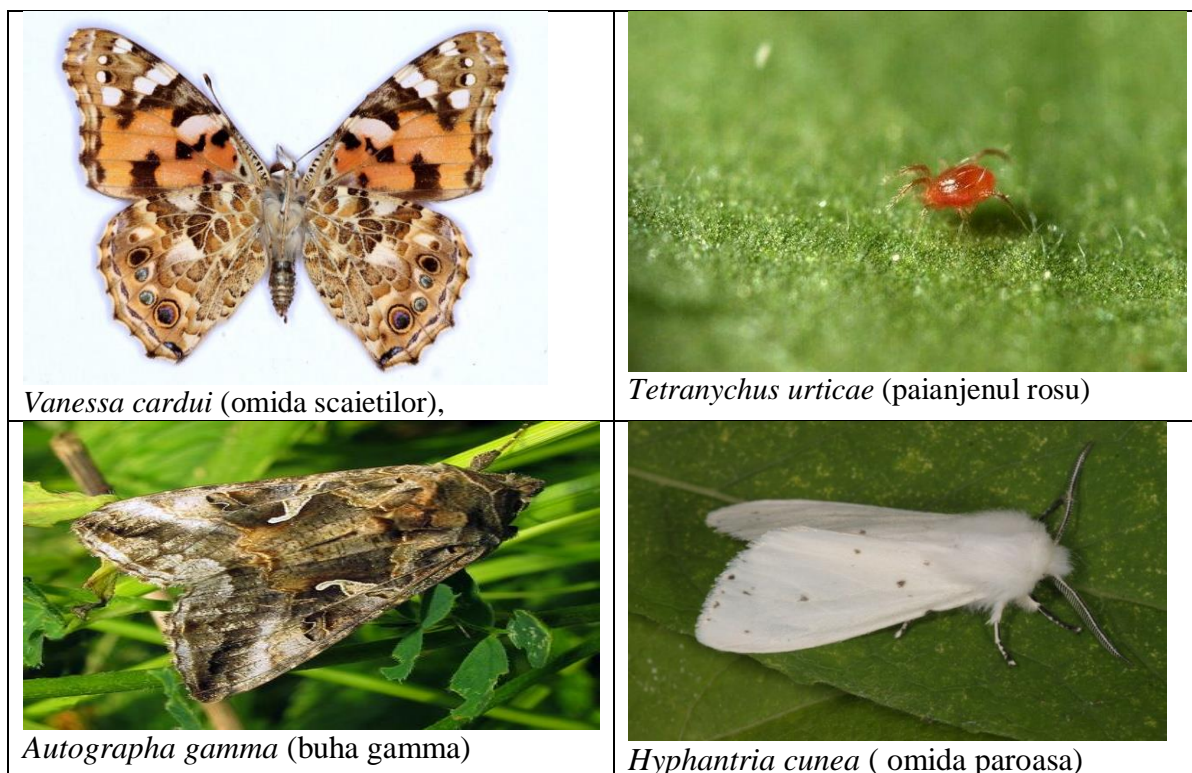 Vanessa cardui (omida scaietilor),
Tetranychus urticae (paianjenul rosu)
Autographa gamma (buha gamma)
Hyphantria cunea ( omida paroasa)